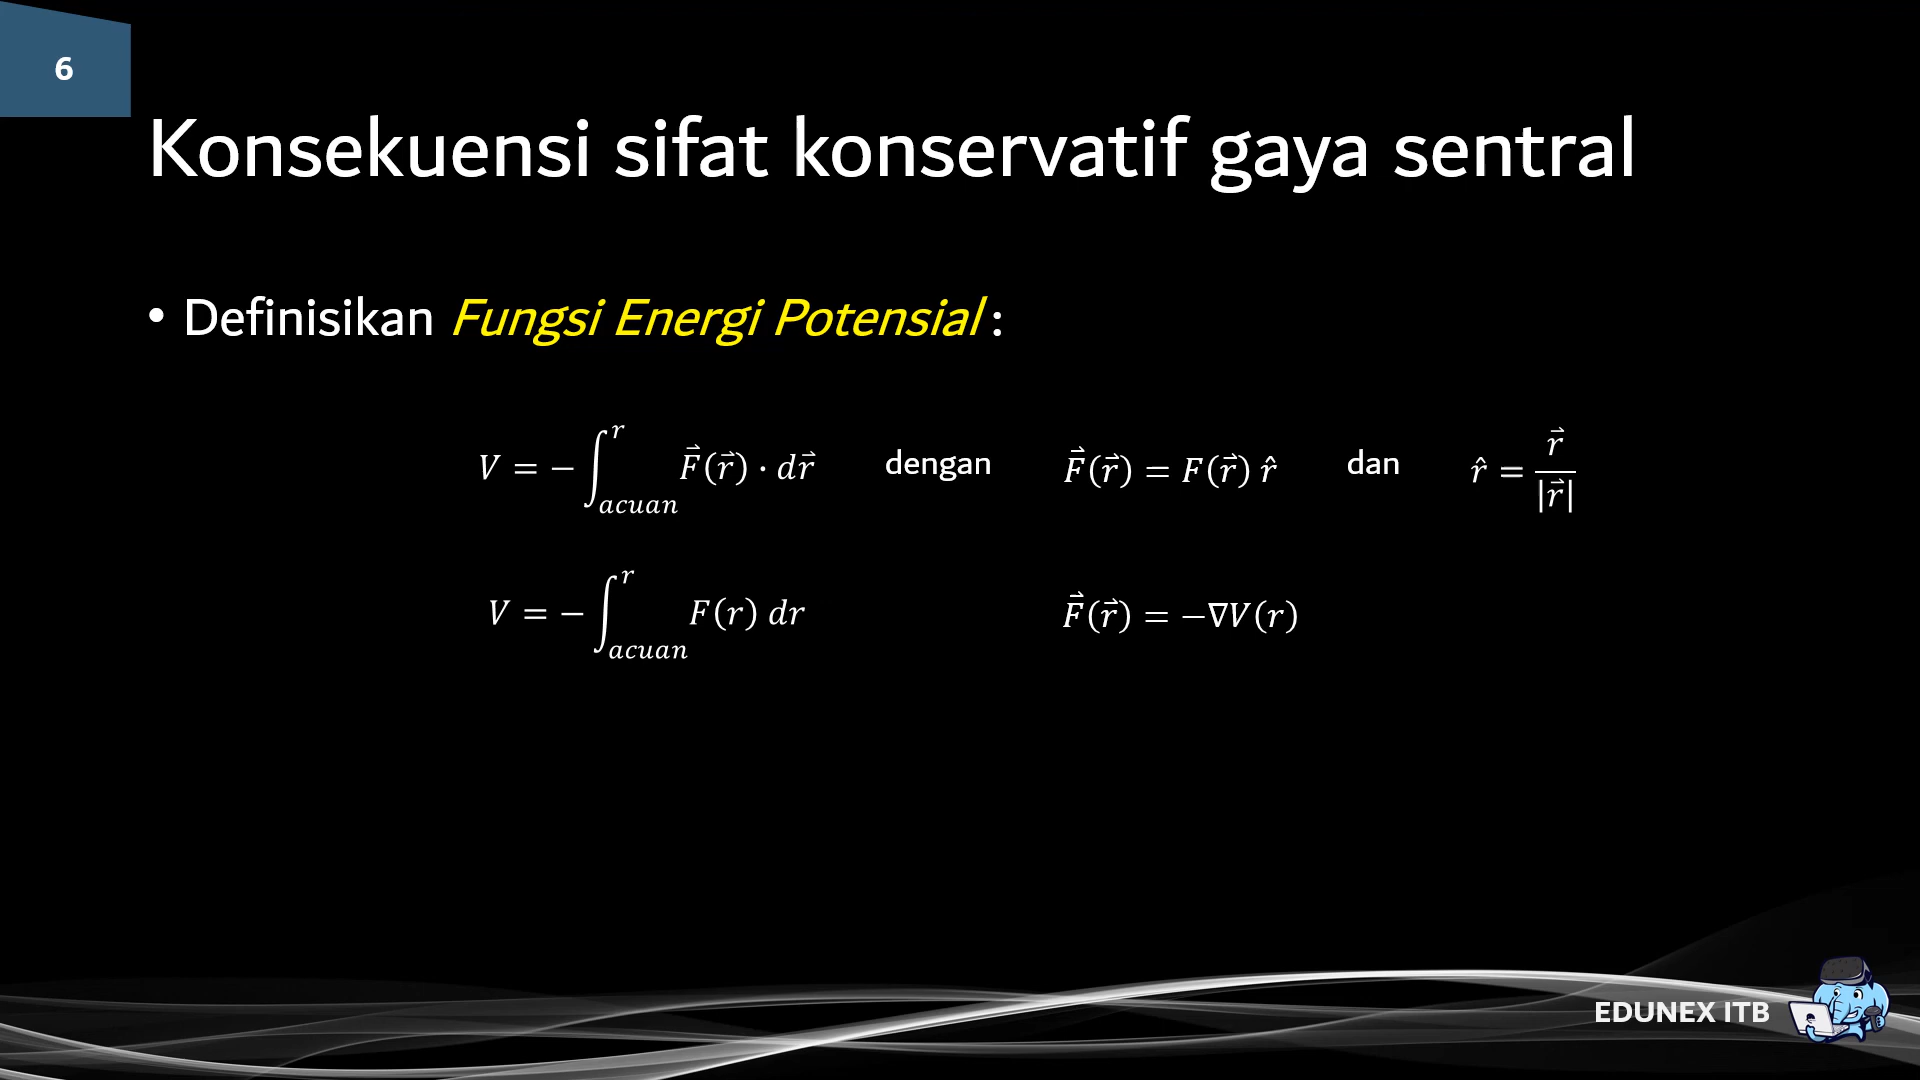 6
Konsekuensi sifat konservatif gaya sentral
• Definisikan Fungsi Energi Potensial :
V = −∫_{acuan}^{r} F⃗(r⃗) · dr⃗ dengan F⃗(r⃗) = F(r⃗) r̂ dan r̂ = r⃗/|r⃗|
V = −∫_{acuan}^{r} F(r) dr F⃗(r⃗) = −∇V(r)
EDUNEX ITB